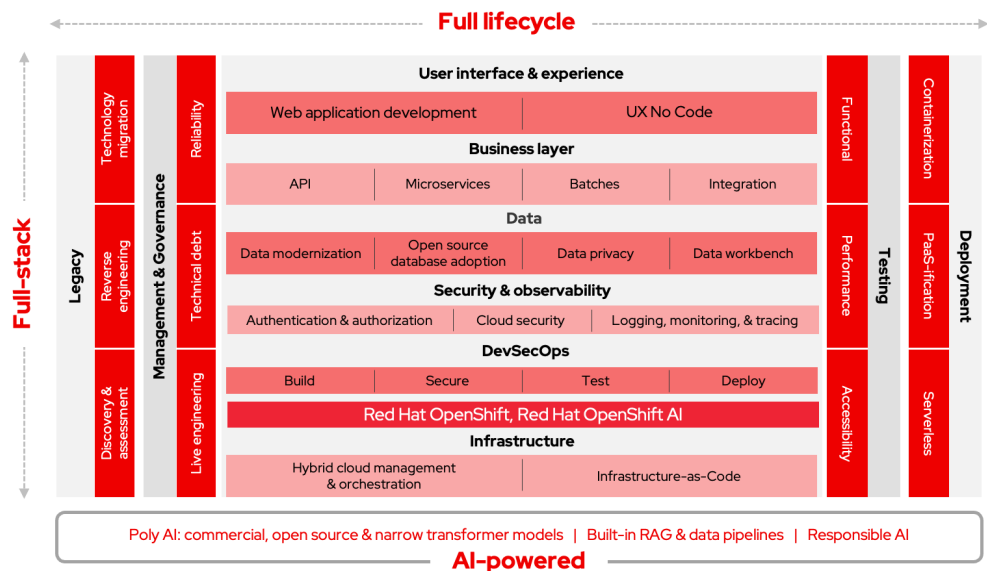 Full lifecycle
Full-stack
Legacy
Technology
migration
Reverse
engineering
Discovery &
assessment
Management & Governance
Reliability
Technical debt
Live engineering
User interface & experience
Web application development
UX No Code
Business layer
API
Microservices
Batches
Integration
Data
Data modernization
Open source
database adoption
Data privacy
Data workbench
Security & observability
Authentication & authorization
Cloud security
Logging, monitoring, & tracing
DevSecOps
Build
Secure
Test
Deploy
Red Hat OpenShift, Red Hat OpenShift AI
Infrastructure
Hybrid cloud management
& orchestration
Infrastructure-as-Code
Functional
Performance
Accessibility
Testing
Containerization
PaaS-ification
Serverless
Deployment
Poly AI: commercial, open source & narrow transformer models | Built-in RAG & data pipelines | Responsible AI
AI-powered